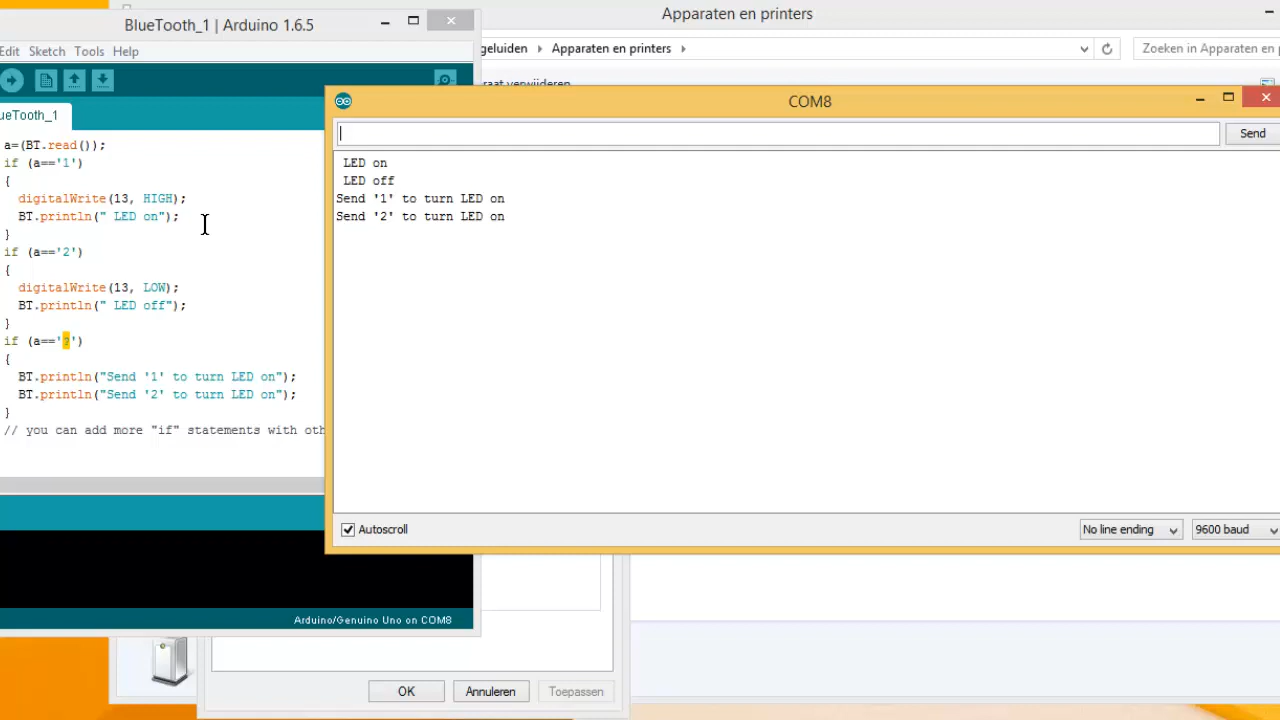 BlueTooth_1 | Arduino 1.6.5
Apparaten en printers
Edit Sketch Tools Help
geluiden Apparaten en printers
Zoeken in Apparaten en
raat verwijderen
ueTooth_1
a=(BT.read());
if (a=='1')
{
digitalWrite(13, HIGH);
BT.println(" LED on");
}
if (a=='2')
{
digitalWrite(13, LOW);
BT.println(" LED off");
}
if (a=='?')
{
BT.println("Send '1' to turn LED on");
BT.println("Send '2' to turn LED on");
}
// you can add more "if" statements with oth
Arduino/Genuino Uno on COM8
COM8
Send
LED on
LED off
Send '1' to turn LED on
Send '2' to turn LED on
Autoscroll
No line ending
9600 baud
OK
Annuleren
Toepassen